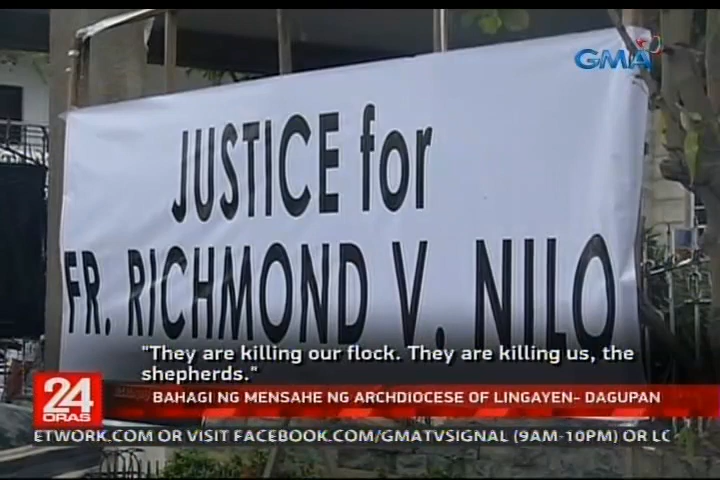 GMA
JUSTICE for
FR. RICHMOND V. NILO
"They are killing our flock. They are killing us, the
shepherds."
24
ORAS
BAHAGI NG MENSAHE NG ARCHDIOCESE OF LINGAYEN- DAGUPAN
ETWORK.COM OR VISIT FACEBOOK.COM/GMATVSIGNAL (9AM-10PM) OR LC